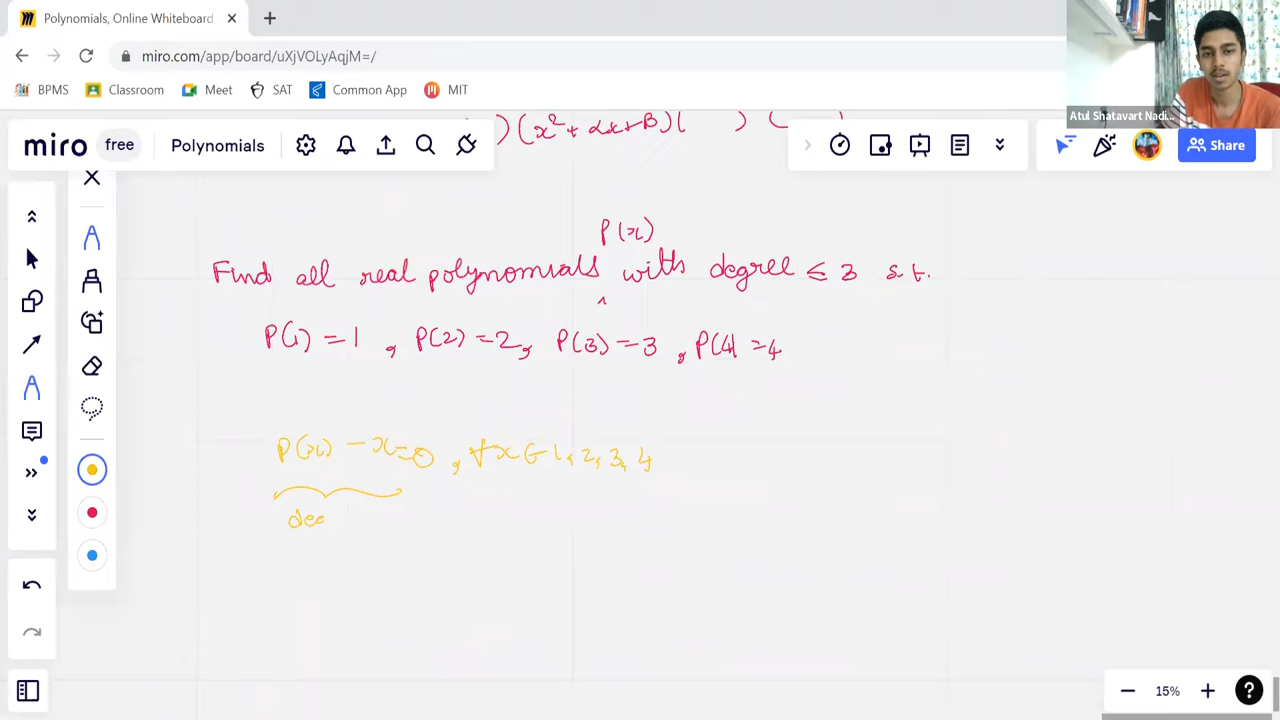 Polynomials, Online Whiteboard
miro.com/app/board/uXjVOLyAqjM=/
BPMS Classroom Meet SAT Common App MIT
Atul Shatavart Nadi...
) (x² + αx + B) ( ) (
miro free Polynomials Share
P(x)
Find all real polynomials with degree ≤ 3 s.t.
^
P(1) = 1 , P(2) = 2, P(3) = 3 , P(4) = 4
P(x) - x = 0 , ∀x ∈ 1, 2, 3, 4
dec
15%